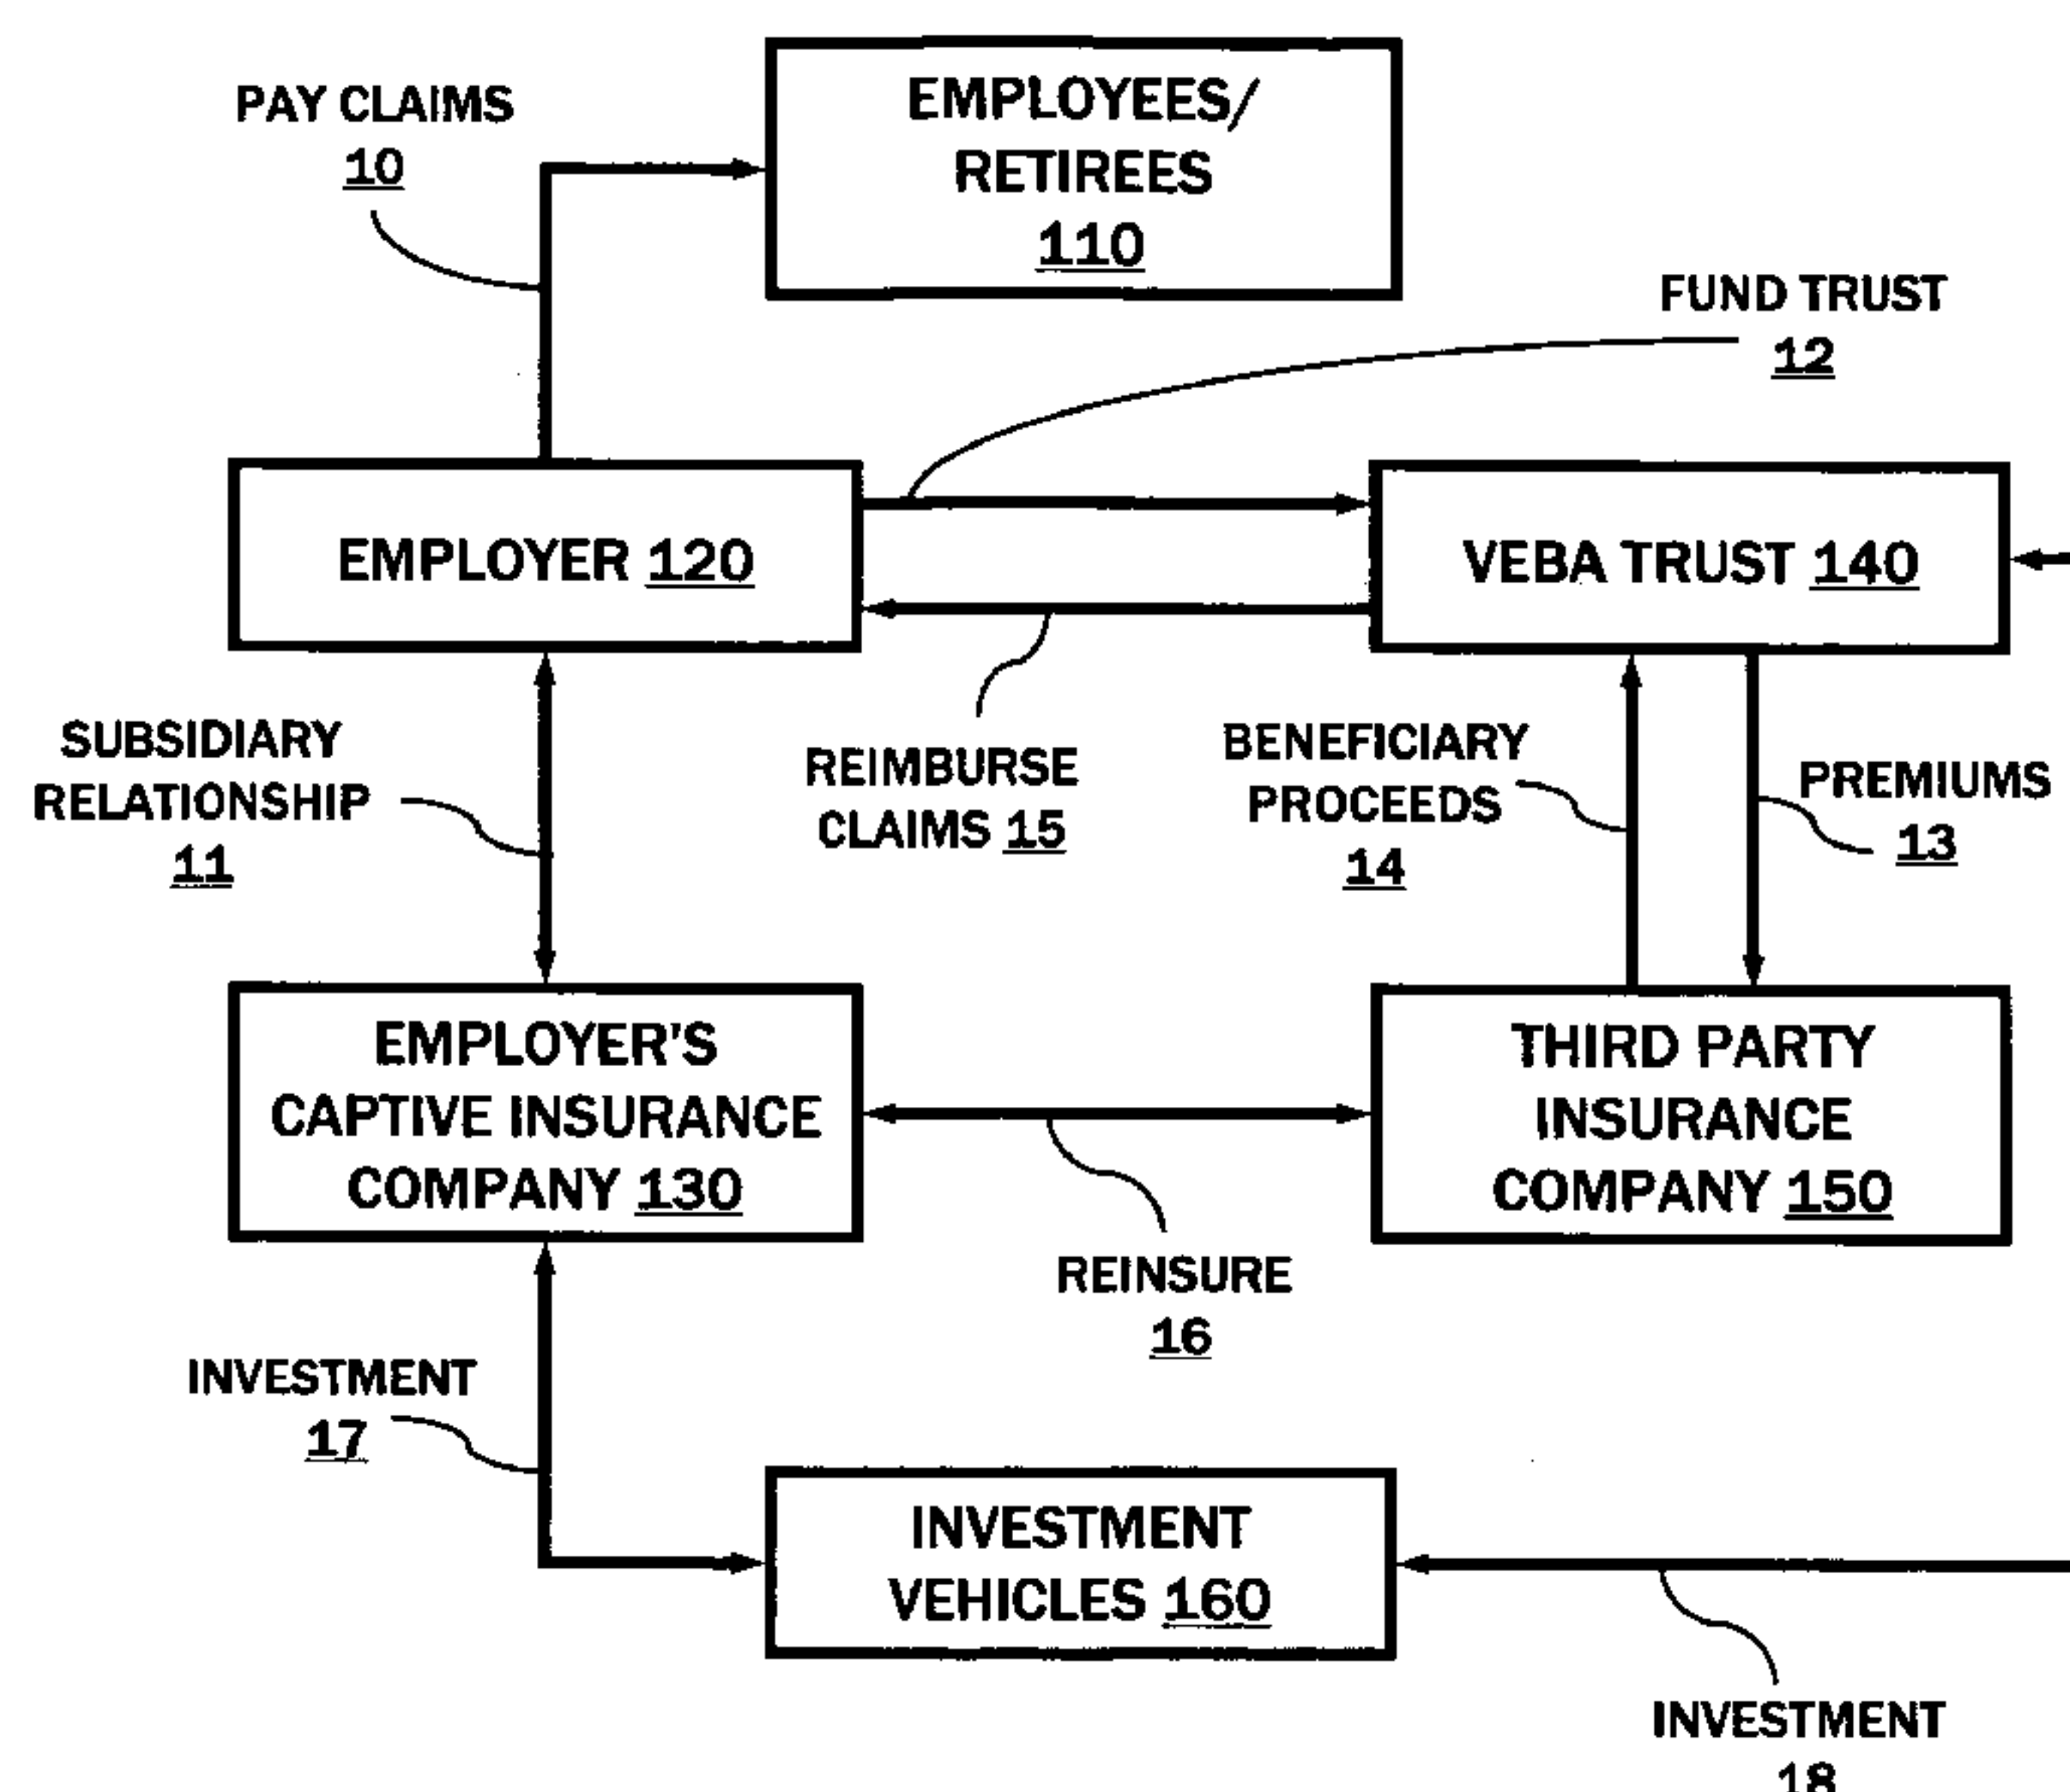 PAY CLAIMS
10
EMPLOYEES/
RETIREES
110
FUND TRUST
12
EMPLOYER 120
VEBA TRUST 140
SUBSIDIARY
RELATIONSHIP
11
REIMBURSE
CLAIMS 15
BENEFICIARY
PROCEEDS
14
PREMIUMS
13
EMPLOYER'S
CAPTIVE INSURANCE
COMPANY 130
THIRD PARTY
INSURANCE
COMPANY 150
REINSURE
16
INVESTMENT
17
INVESTMENT
VEHICLES 160
INVESTMENT
18